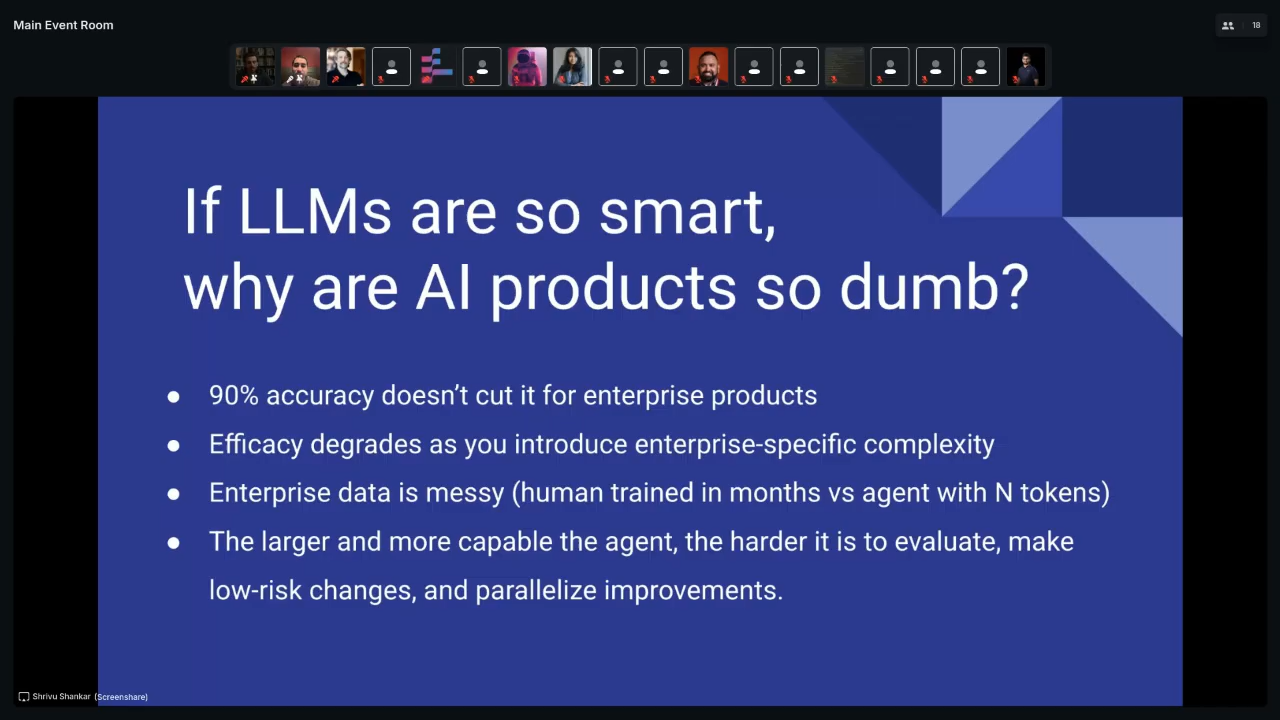 Main Event Room
18
If LLMs are so smart,
why are AI products so dumb?
● 90% accuracy doesn’t cut it for enterprise products
● Efficacy degrades as you introduce enterprise-specific complexity
● Enterprise data is messy (human trained in months vs agent with N tokens)
● The larger and more capable the agent, the harder it is to evaluate, make
low-risk changes, and parallelize improvements.
Shrivu Shankar (Screenshare)